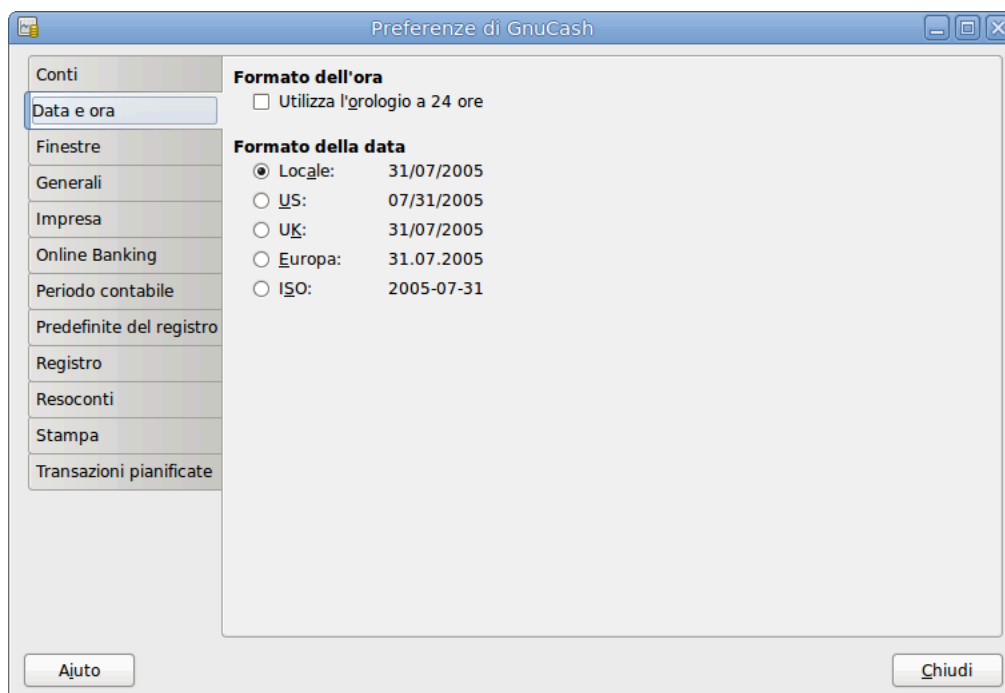 Preferenze di GnuCash
Conti
Data e ora
Finestre
Generali
Impresa
Online Banking
Periodo contabile
Predefinite del registro
Registro
Resoconti
Stampa
Transazioni pianificate
Formato dell'ora
Utilizza l'orologio a 24 ore
Formato della data
Locale: 31/07/2005
US: 07/31/2005
UK: 31/07/2005
Europa: 31.07.2005
ISO: 2005-07-31
Aiuto
Chiudi